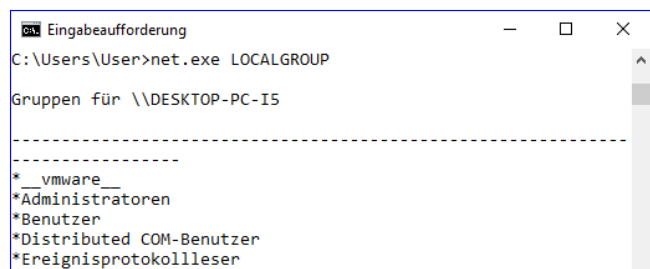 Eingabeaufforderung
C:\Users\User>net.exe LOCALGROUP
Gruppen für \\DESKTOP-PC-I5
-------------------------------------------------------------------------------
*__vmware__
*Administratoren
*Benutzer
*Distributed COM-Benutzer
*Ereignisprotokollleser